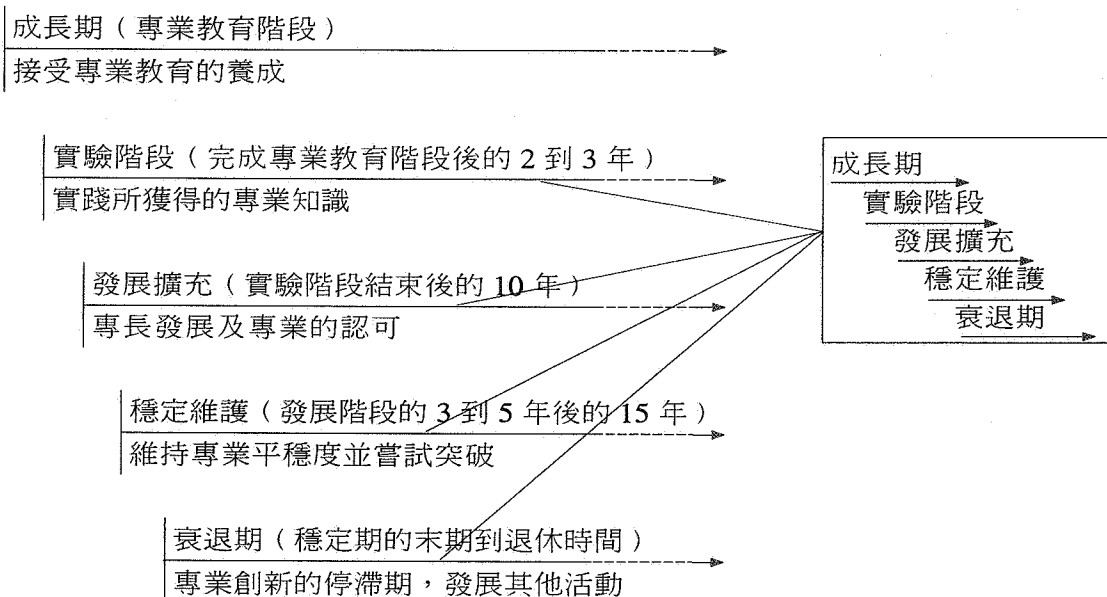 成長期（專業教育階段）
接受專業教育的養成
實驗階段（完成專業教育階段後的 2 到 3 年）
實踐所獲得的專業知識
發展擴充（實驗階段結束後的 10 年）
專長發展及專業的認可
穩定維護（發展階段的 3 到 5 年後的 15 年）
維持專業平穩度並嘗試突破
衰退期（穩定期的末期到退休時間）
專業創新的停滯期，發展其他活動
成長期
實驗階段
發展擴充
穩定維護
衰退期